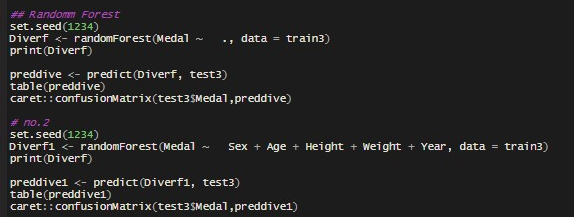 ## Randomm Forest
set.seed(1234)
Diverf <- randomForest(Medal ~   ., data = train3)
print(Diverf)
preddive <- predict(Diverf, test3)
table(preddive)
caret::confusionMatrix(test3$Medal,preddive)
# no.2
set.seed(1234)
Diverf1 <- randomForest(Medal ~   Sex + Age + Height + Weight + Year, data = train3)
print(Diverf)
preddive1 <- predict(Diverf1, test3)
table(preddive1)
caret::confusionMatrix(test3$Medal,preddive1)